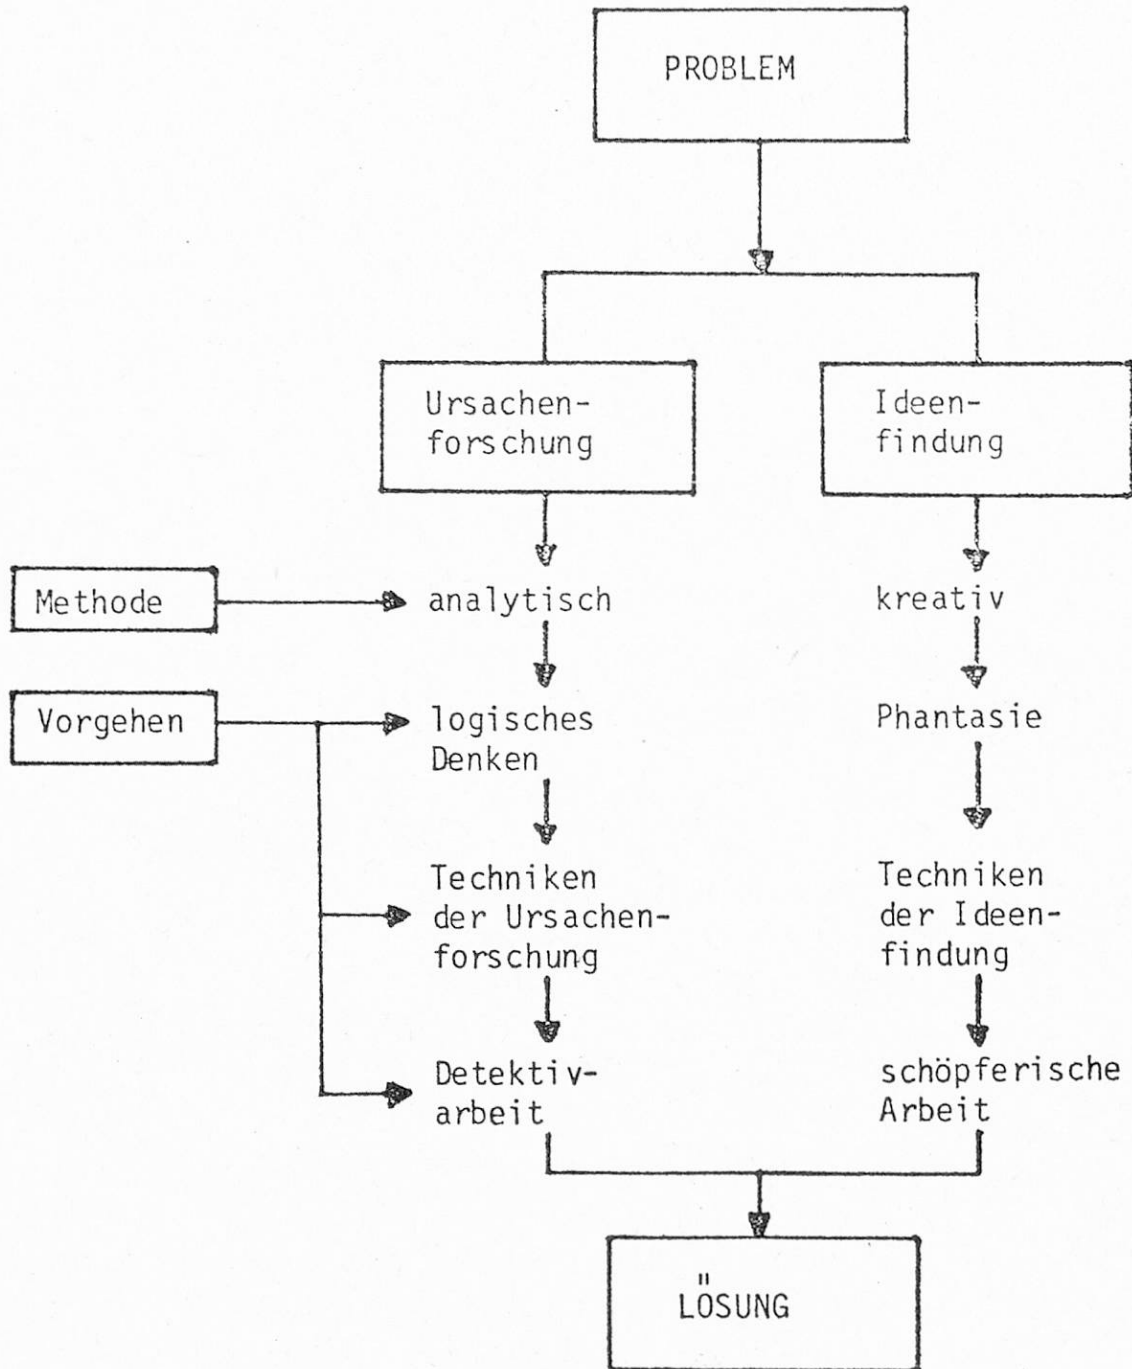 PROBLEM
Ursachen-
forschung
Ideen-
findung
Methode
analytisch
kreativ
Vorgehen
logisches
Denken
Phantasie
Techniken
der Ursachen-
forschung
Techniken
der Ideen-
findung
Detektiv-
arbeit
schöpferische
Arbeit
LÖSUNG